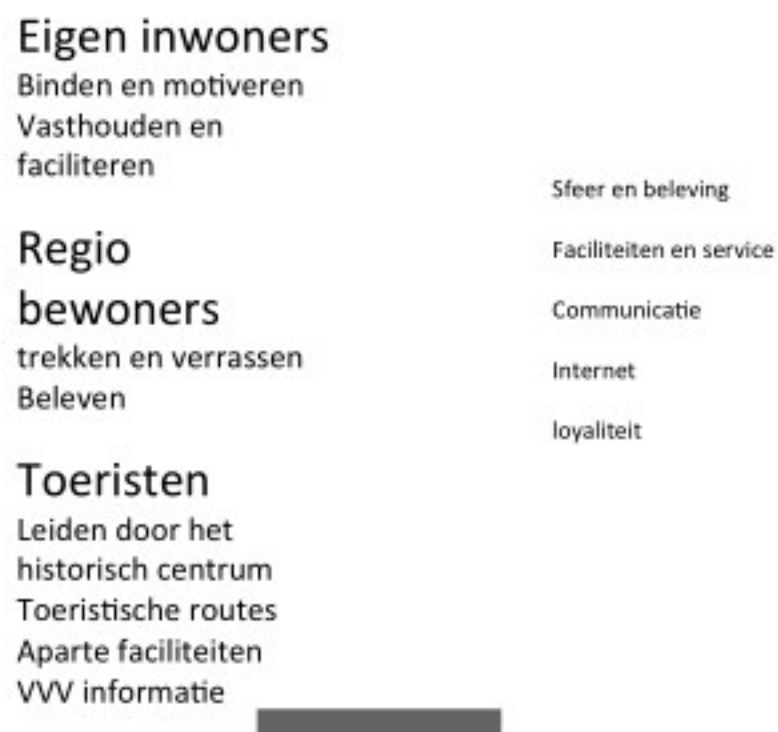 Eigen inwoners
Binden en motiveren
Vasthouden en
faciliteren
Regio
bewoners
trekken en verrassen
Beleven
Toeristen
Leiden door het
historisch centrum
Toeristische routes
Aparte faciliteiten
VVV informatie
Sfeer en beleving
Faciliteiten en service
Communicatie
Internet
loyaliteit